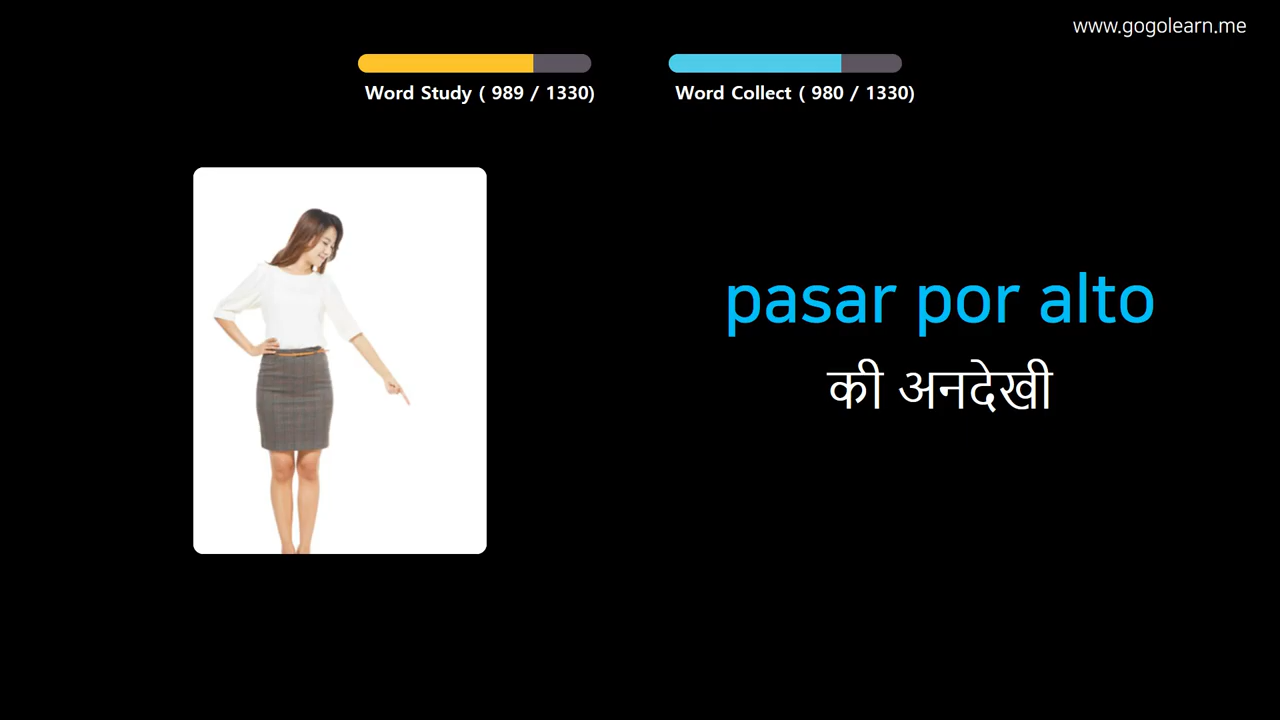 www.gogolearn.me
Word Study ( 989 / 1330)
Word Collect ( 980 / 1330)
pasar por alto
की अनदेखी